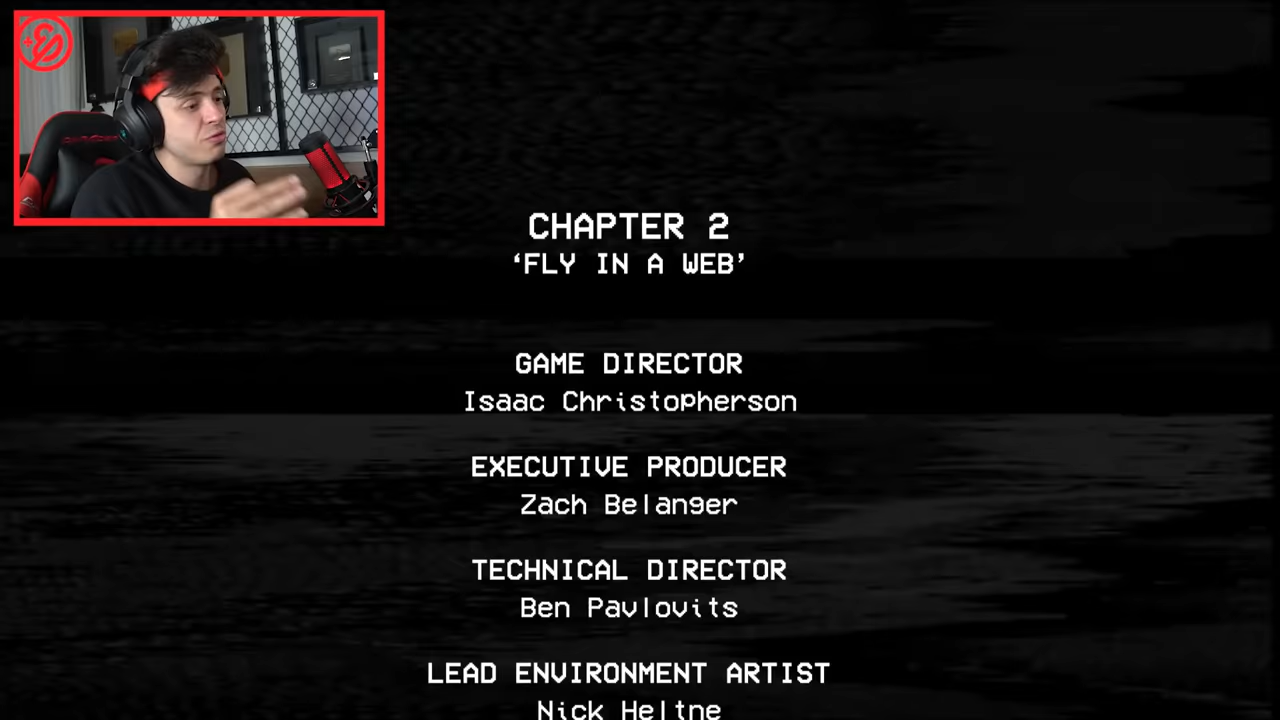 CHAPTER 2
‘FLY IN A WEB’
GAME DIRECTOR
Isaac Christopherson
EXECUTIVE PRODUCER
Zach Belanger
TECHNICAL DIRECTOR
Ben Pavlovits
LEAD ENVIRONMENT ARTIST
Nick Heltne